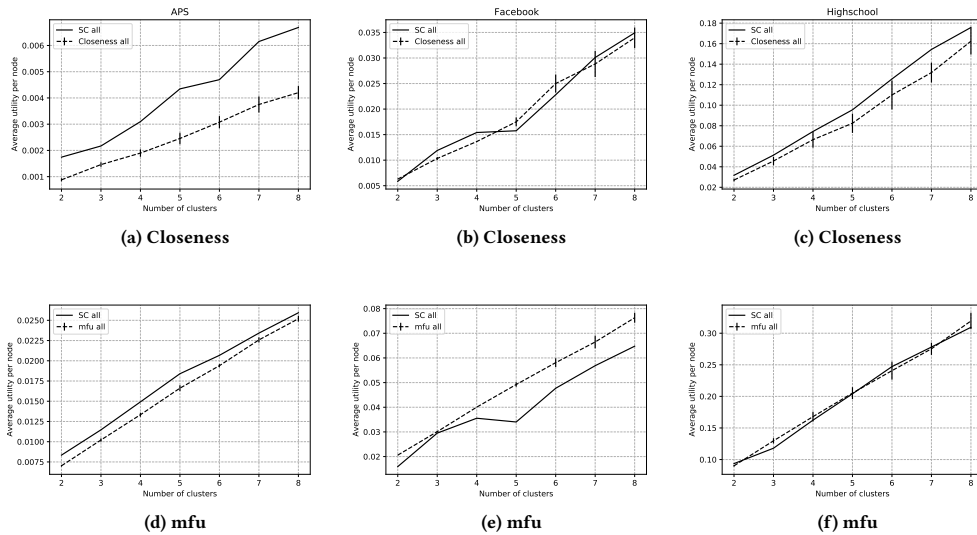 APS
SC all
Closeness all
Average utility per node
0.006
0.005
0.004
0.003
0.002
0.001
2 3 4 5 6 7 8
Number of clusters
(a) Closeness
Facebook
SC all
Closeness all
Average utility per node
0.035
0.030
0.025
0.020
0.015
0.010
0.005
2 3 4 5 6 7 8
Number of clusters
(b) Closeness
Highschool
SC all
Closeness all
Average utility per node
0.18
0.16
0.14
0.12
0.10
0.08
0.06
0.04
0.02
2 3 4 5 6 7 8
Number of clusters
(c) Closeness
SC all
mfu all
Average utility per node
0.0250
0.0225
0.0200
0.0175
0.0150
0.0125
0.0100
0.0075
2 3 4 5 6 7 8
Number of clusters
(d) mfu
SC all
mfu all
Average utility per node
0.08
0.07
0.06
0.05
0.04
0.03
0.02
2 3 4 5 6 7 8
Number of clusters
(e) mfu
SC all
mfu all
Average utility per node
0.30
0.25
0.20
0.15
0.10
2 3 4 5 6 7 8
Number of clusters
(f) mfu